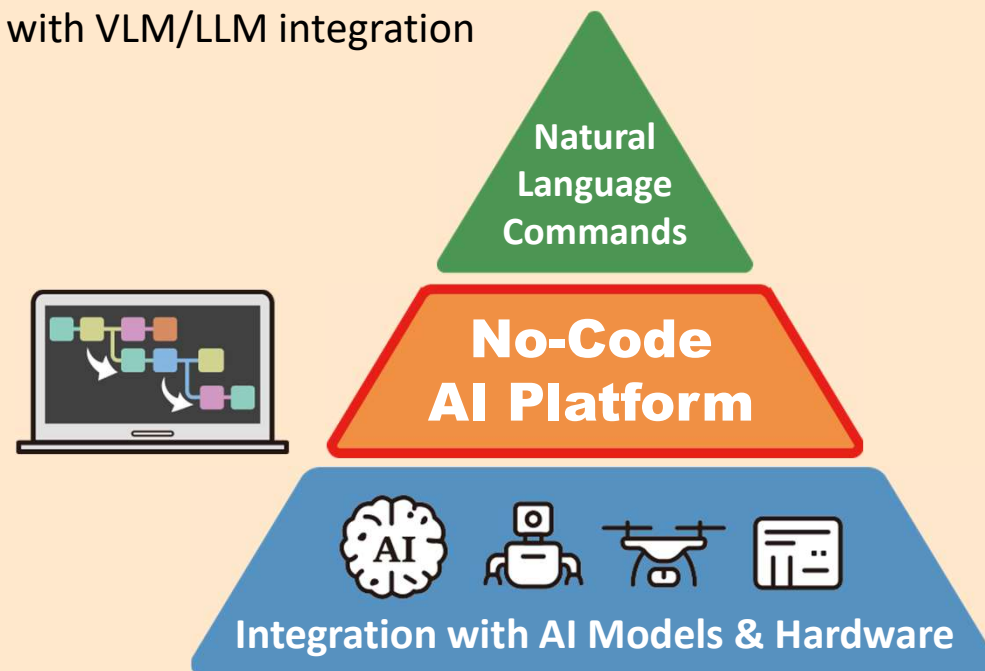 with VLM/LLM integration
Natural
Language
Commands
No-Code
AI Platform
AI
Integration with AI Models & Hardware